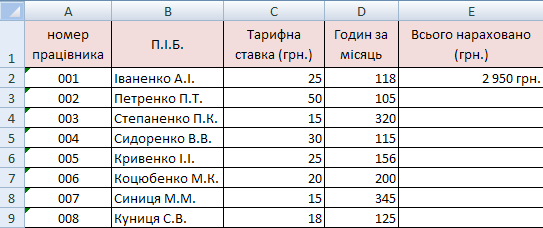 A B C D E
1 номер працівника П.І.Б. Тарифна ставка (грн.) Годин за місяць Всього нараховано (грн.)
2 001 Іваненко А.І. 25 118 2 950 грн.
3 002 Петренко П.Т. 50 105
4 003 Степаненко П.К. 15 320
5 004 Сидоренко В.В. 30 115
6 005 Кривенко І.І. 25 156
7 006 Коцюбенко М.К. 20 200
8 007 Синиця М.М. 15 345
9 008 Куниця С.В. 18 125